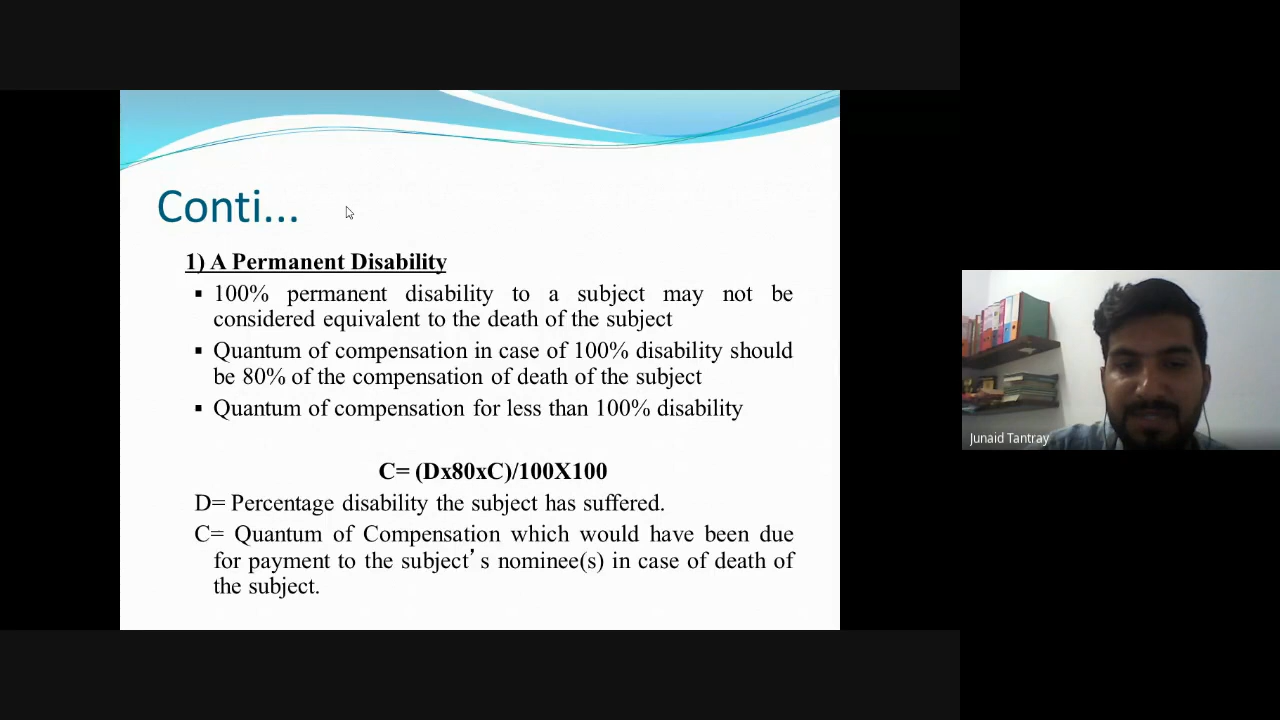 Conti...
1) A Permanent Disability
▪ 100% permanent disability to a subject may not be
considered equivalent to the death of the subject
▪ Quantum of compensation in case of 100% disability should
be 80% of the compensation of death of the subject
▪ Quantum of compensation for less than 100% disability
C= (Dx80xC)/100X100
D= Percentage disability the subject has suffered.
C= Quantum of Compensation which would have been due
for payment to the subject’s nominee(s) in case of death of
the subject.
Junaid Tantray